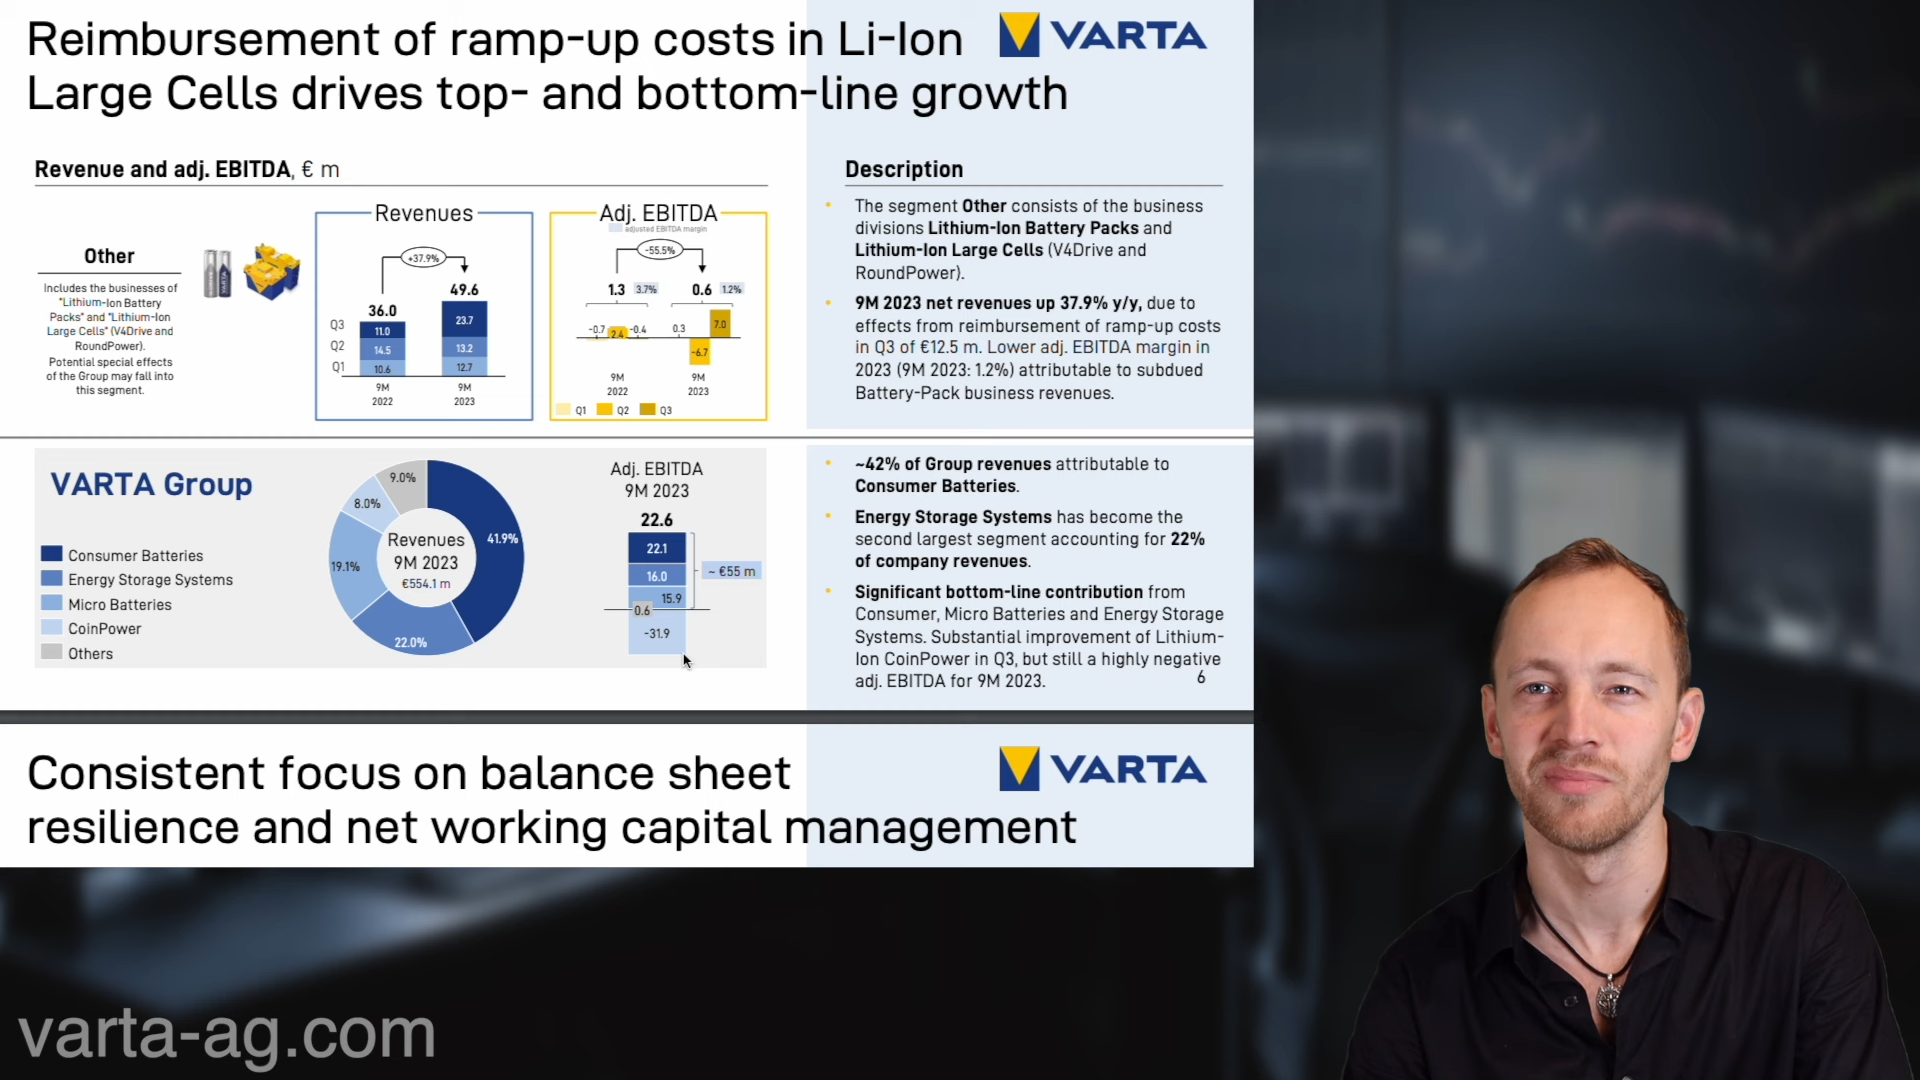 Reimbursement of ramp-up costs in Li-Ion
Large Cells drives top- and bottom-line growth
VARTA
Revenue and adj. EBITDA, € m
Description
Other
Includes the businesses of
"Lithium-Ion Battery
Packs" and "Lithium-Ion
Large Cells" (V4Drive and
RoundPower).
Potential special effects
of the Group may fall into
this segment.
VARTA
Revenues
+37.9%
36.0
49.6
Q3
11.0
23.7
Q2
14.5
13.2
Q1
10.6
12.7
9M
2022
9M
2023
Adj. EBITDA
adjusted EBITDA margin
-55.5%
1.3
3.7%
0.6
1.2%
-0.7
2.4
-0.4
0.3
-6.7
7.0
9M
2022
9M
2023
Q1
Q2
Q3
The segment Other consists of the business
divisions Lithium-Ion Battery Packs and
Lithium-Ion Large Cells (V4Drive and
RoundPower).
9M 2023 net revenues up 37.9% y/y, due to
effects from reimbursement of ramp-up costs
in Q3 of €12.5 m. Lower adj. EBITDA margin in
2023 (9M 2023: 1.2%) attributable to subdued
Battery-Pack business revenues.
VARTA Group
Consumer Batteries
Energy Storage Systems
Micro Batteries
CoinPower
Others
9.0%
8.0%
41.9%
19.1%
22.0%
Revenues
9M 2023
€554.1 m
Adj. EBITDA
9M 2023
22.6
22.1
16.0
15.9
0.6
-31.9
~ €55 m
~42% of Group revenues attributable to
Consumer Batteries.
Energy Storage Systems has become the
second largest segment accounting for 22%
of company revenues.
Significant bottom-line contribution from
Consumer, Micro Batteries and Energy Storage
Systems. Substantial improvement of Lithium-
Ion CoinPower in Q3, but still a highly negative
adj. EBITDA for 9M 2023.
6
Consistent focus on balance sheet
resilience and net working capital management
VARTA
varta-ag.com